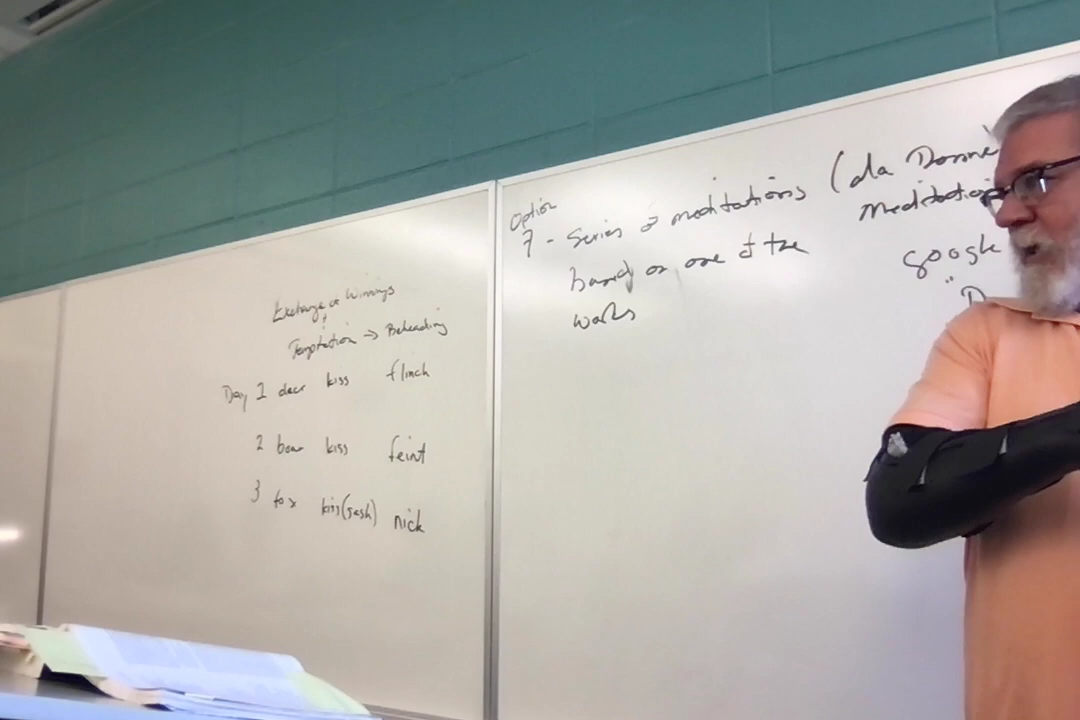 Exchange of Winnings
Temptation → Beheading
Day 1 deer kiss flinch
2 boar kiss feint
3 fox kiss (sash) nick
Option
7 - Series of meditations (a la Donne
Meditation
based on one of the
works
google
"D